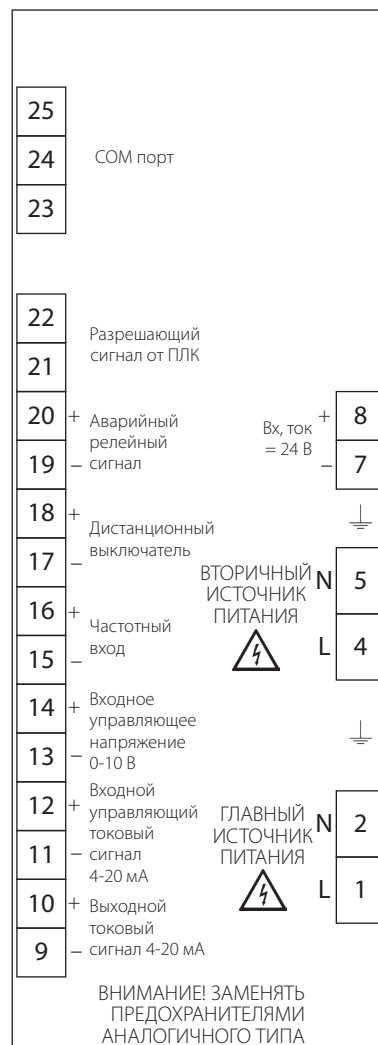 25
24
23
COM порт
22
21
Разрешающий
сигнал от ПЛК
20 +
19 –
Аварийный
релейный
сигнал
18 +
17 –
Дистанционный
выключатель
16 +
15 –
Частотный
вход
14 +
13 –
Входное
управляющее
напряжение
0-10 В
12 +
11 –
Входной
управляющий
токовый
сигнал
4-20 мА
10 +
9 –
Выходной
токовый
сигнал 4-20 мА
Вх, ток
= 24 В
+ 8
– 7
ВТОРИЧНЫЙ
ИСТОЧНИК
ПИТАНИЯ
N 5
L 4
ГЛАВНЫЙ
ИСТОЧНИК
ПИТАНИЯ
N 2
L 1
ВНИМАНИЕ! ЗАМЕНЯТЬ
ПРЕДОХРАНИТЕЛЯМИ
АНАЛОГИЧНОГО ТИПА